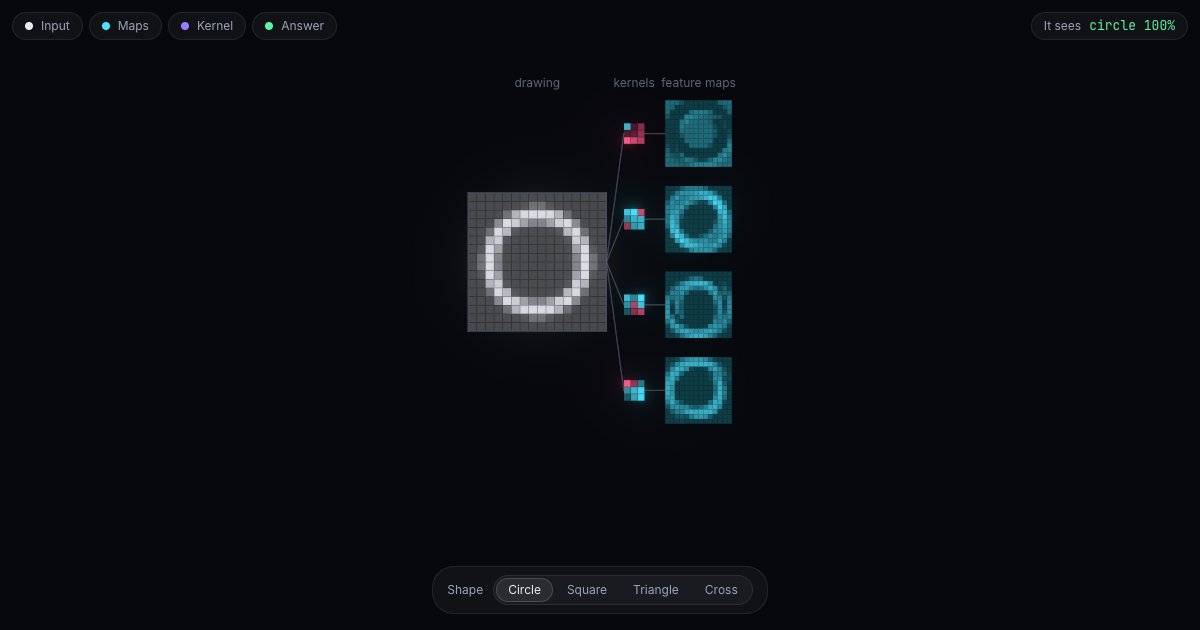 Input Maps Kernel Answer It sees circle 100%
drawing kernels feature maps
Shape Circle Square Triangle Cross